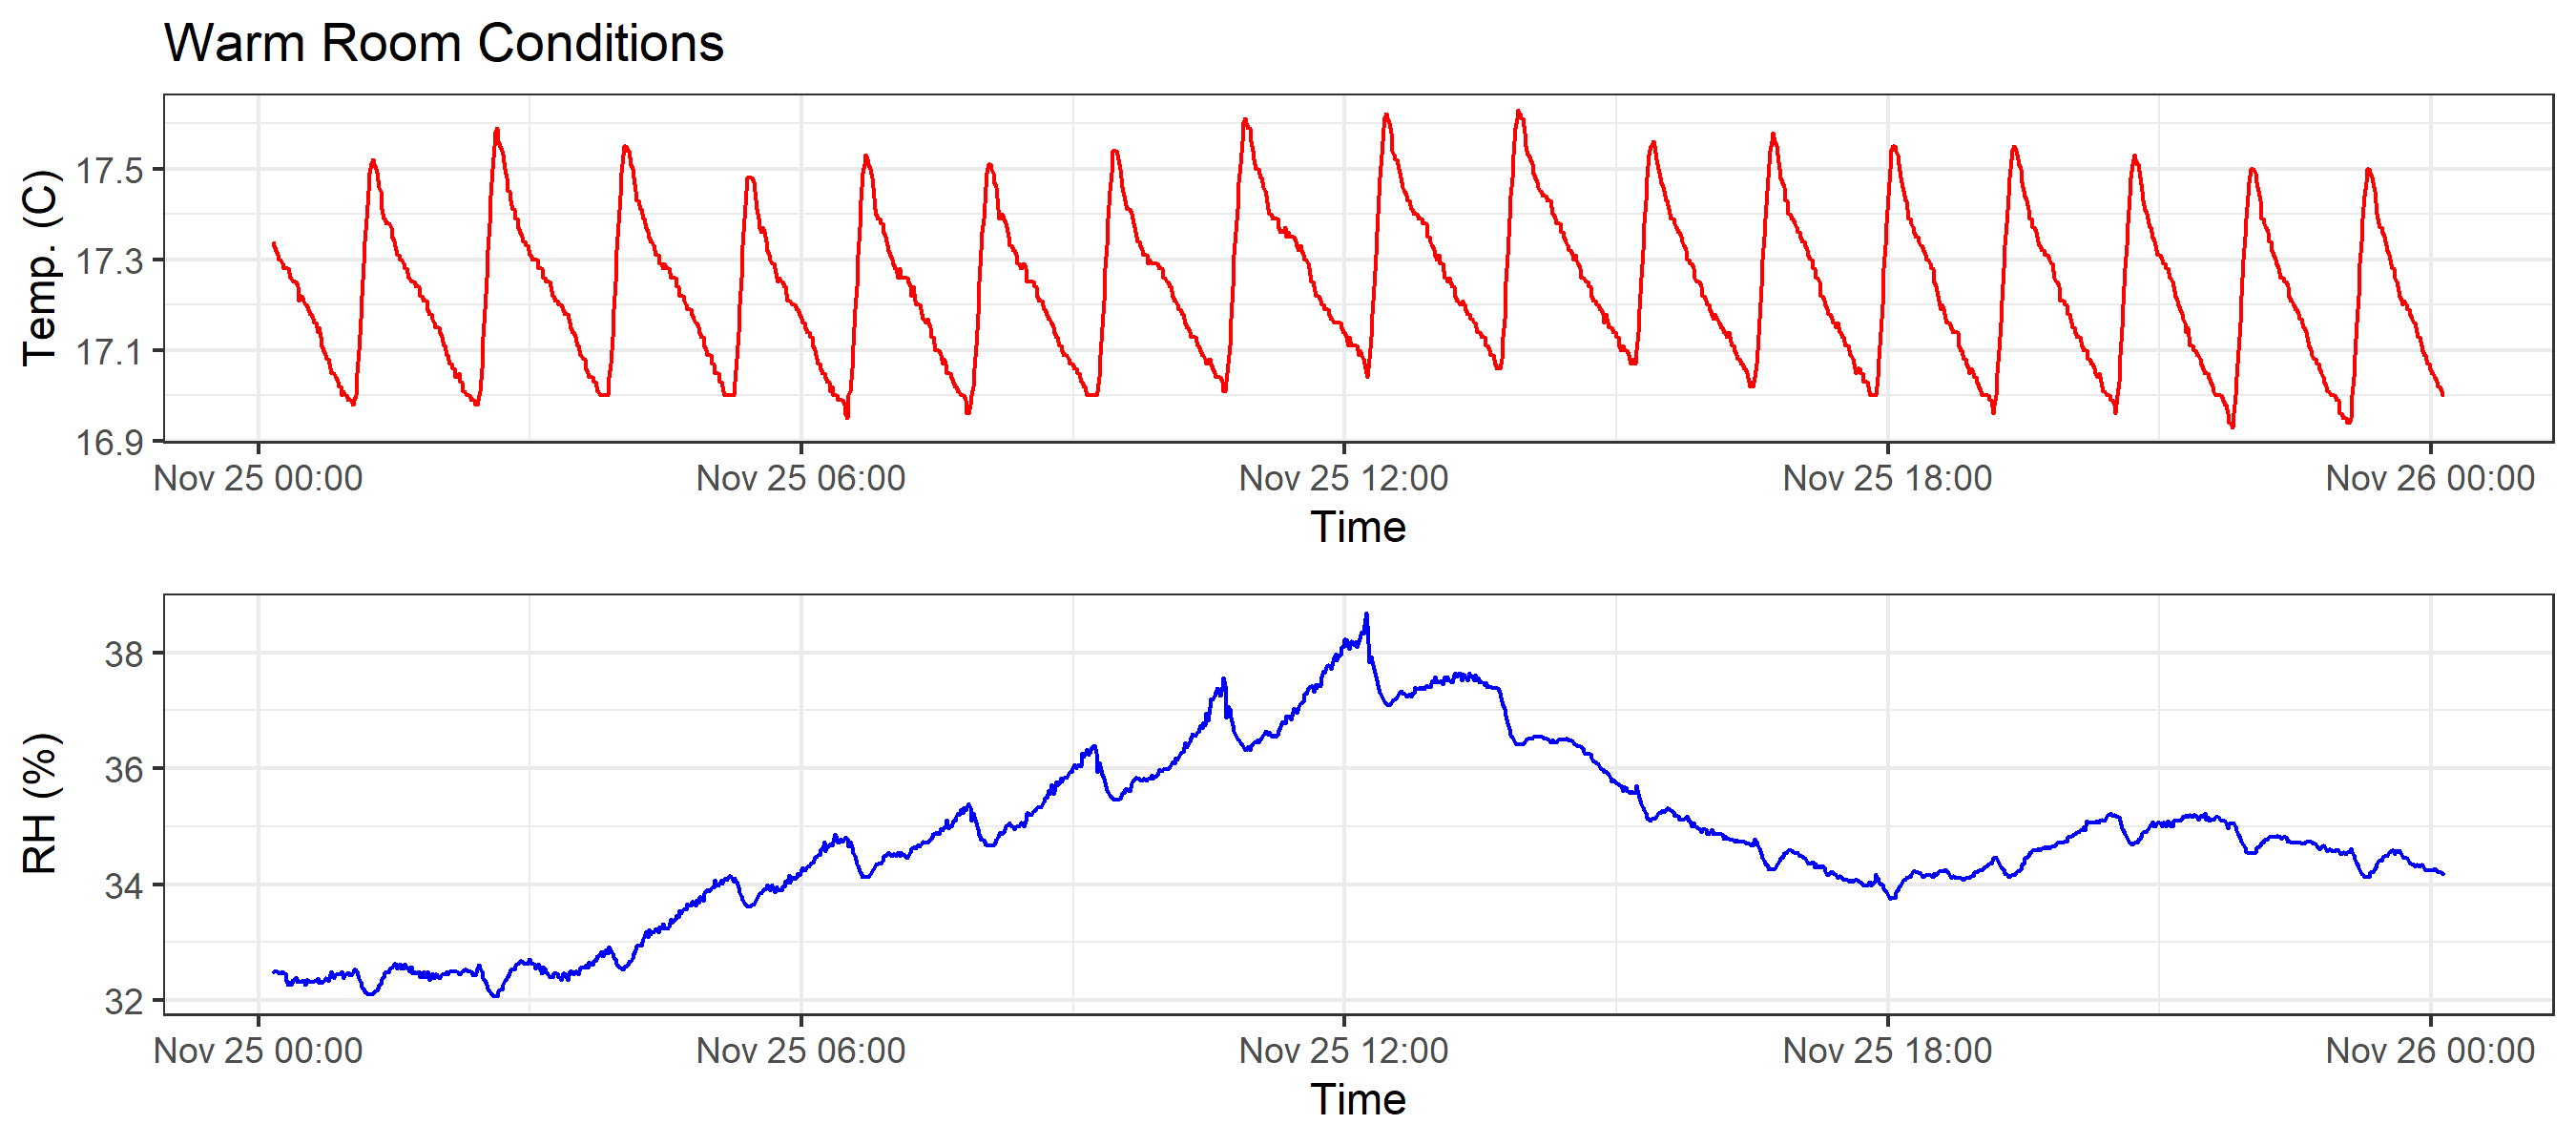 Warm Room Conditions
Temp. (C)
17.5
17.3
17.1
16.9
Nov 25 00:00 Nov 25 06:00 Nov 25 12:00 Nov 25 18:00 Nov 26 00:00
Time
RH (%)
38
36
34
32
Nov 25 00:00 Nov 25 06:00 Nov 25 12:00 Nov 25 18:00 Nov 26 00:00
Time